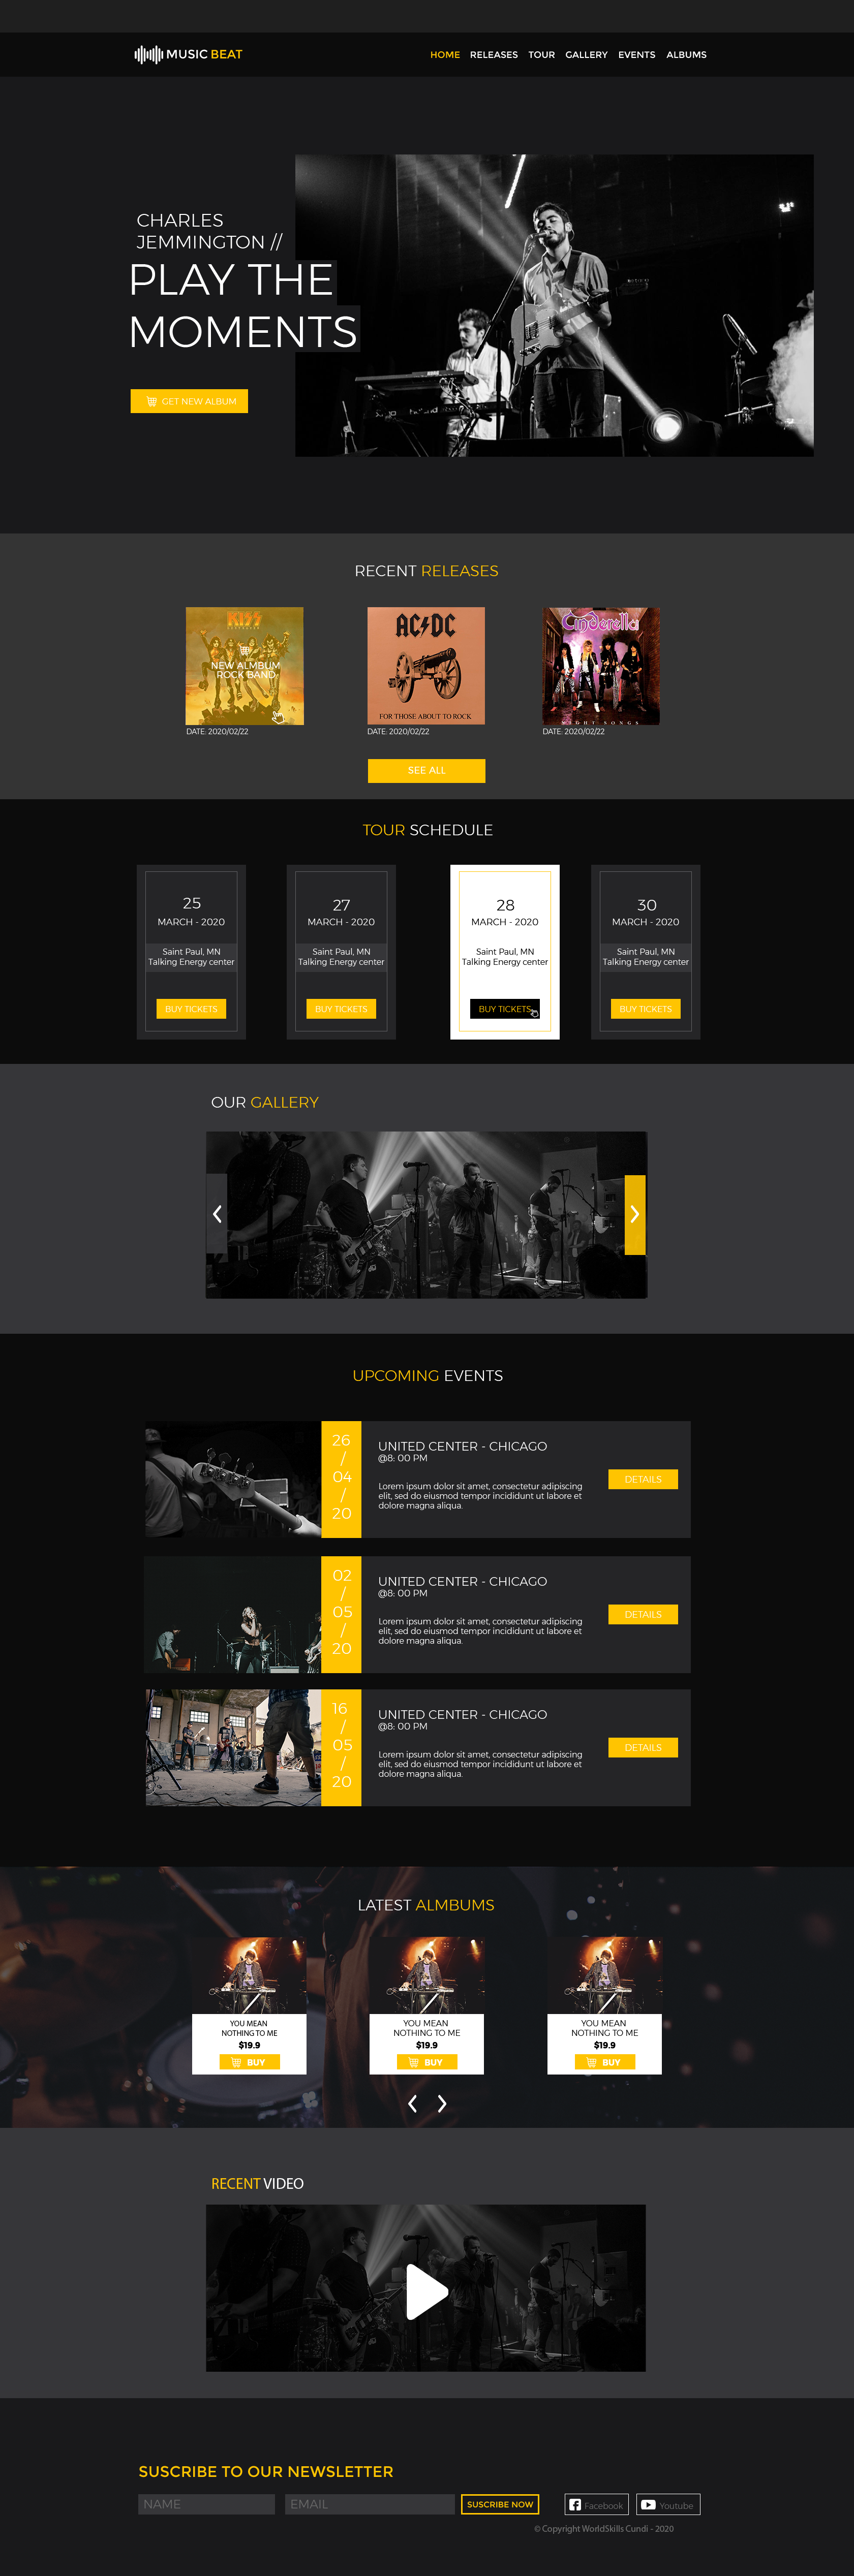 MUSIC BEAT
HOME RELEASES TOUR GALLERY EVENTS ALBUMS
CHARLES
JEMMINGTON //
PLAY THE
MOMENTS
GET NEW ALBUM
RECENT RELEASES
KISS
NEW ALMBUM
ROCK BAND
DATE: 2020/02/22
AC/DC
FOR THOSE ABOUT TO ROCK
DATE: 2020/02/22
Cinderella
NIGHT SONGS
DATE: 2020/02/22
SEE ALL
TOUR SCHEDULE
25
MARCH - 2020
Saint Paul, MN
Talking Energy center
BUY TICKETS
27
MARCH - 2020
Saint Paul, MN
Talking Energy center
BUY TICKETS
28
MARCH - 2020
Saint Paul, MN
Talking Energy center
BUY TICKETS
30
MARCH - 2020
Saint Paul, MN
Talking Energy center
BUY TICKETS
OUR GALLERY
UPCOMING EVENTS
26
/
04
/
20
UNITED CENTER - CHICAGO
@8: 00 PM
Lorem ipsum dolor sit amet, consectetur adipiscing
elit, sed do eiusmod tempor incididunt ut labore et
dolore magna aliqua.
DETAILS
02
/
05
/
20
UNITED CENTER - CHICAGO
@8: 00 PM
Lorem ipsum dolor sit amet, consectetur adipiscing
elit, sed do eiusmod tempor incididunt ut labore et
dolore magna aliqua.
DETAILS
16
/
05
/
20
UNITED CENTER - CHICAGO
@8: 00 PM
Lorem ipsum dolor sit amet, consectetur adipiscing
elit, sed do eiusmod tempor incididunt ut labore et
dolore magna aliqua.
DETAILS
LATEST ALMBUMS
YOU MEAN
NOTHING TO ME
$19.9
BUY
YOU MEAN
NOTHING TO ME
$19.9
BUY
YOU MEAN
NOTHING TO ME
$19.9
BUY
RECENT VIDEO
SUSCRIBE TO OUR NEWSLETTER
NAME
EMAIL
SUSCRIBE NOW
Facebook
Youtube
© Copyright WorldSkills Cundi - 2020